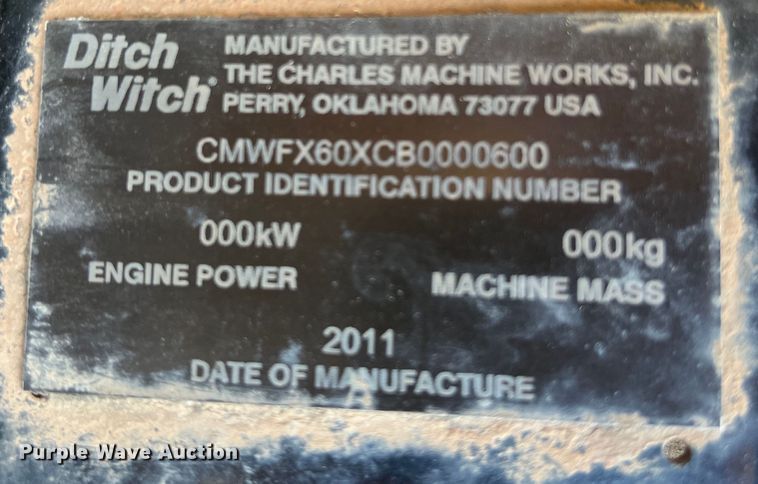 Ditch Witch®
MANUFACTURED BY
THE CHARLES MACHINE WORKS, INC.
PERRY, OKLAHOMA 73077 USA
CMWFX60XCB0000600
PRODUCT IDENTIFICATION NUMBER
000kW
ENGINE POWER
000kg
MACHINE MASS
2011
DATE OF MANUFACTURE
Purple Wave Auction